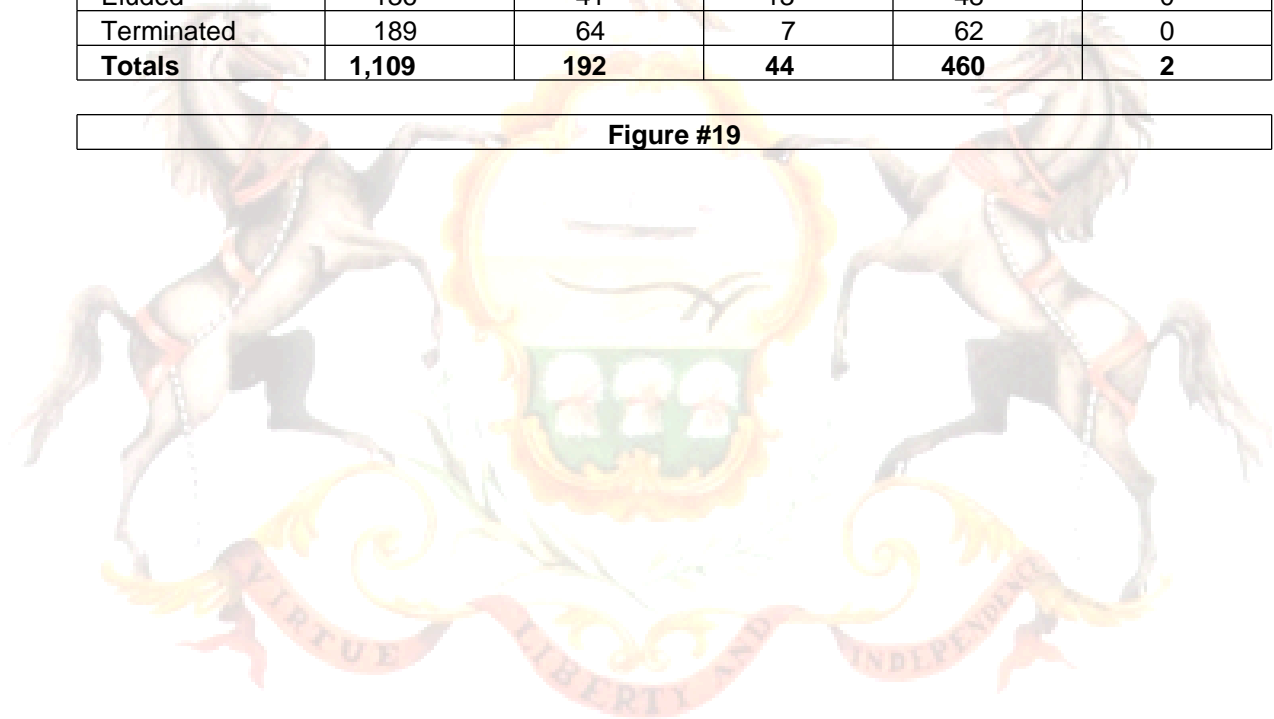 Terminated 189 64 7 62 0
Totals 1,109 192 44 460 2
Figure #19
VIRTUE LIBERTY AND INDEPENDENCE